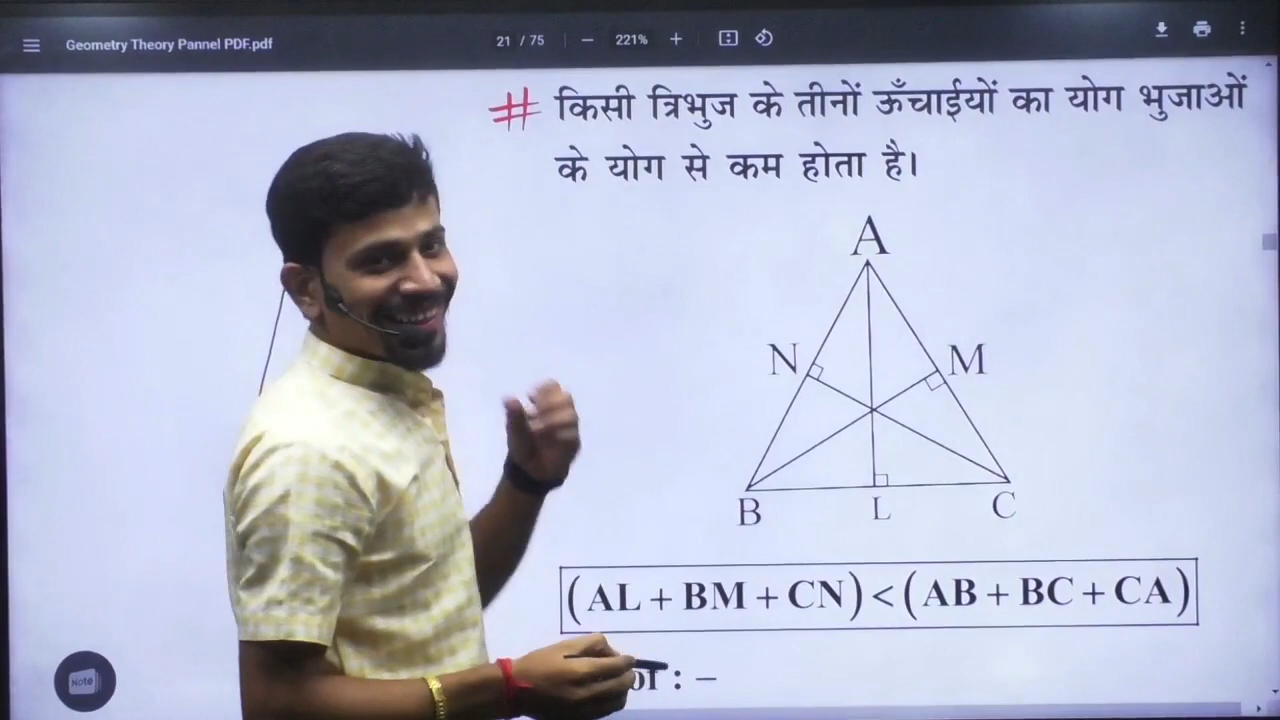 Geometry Theory Pannel PDF.pdf
21 / 75
221%
# किसी त्रिभुज के तीनों ऊँचाईयों का योग भुजाओं
के योग से कम होता है।
A
N
M
B
L
C
(AL + BM + CN) < (AB + BC + CA)
: –
Note